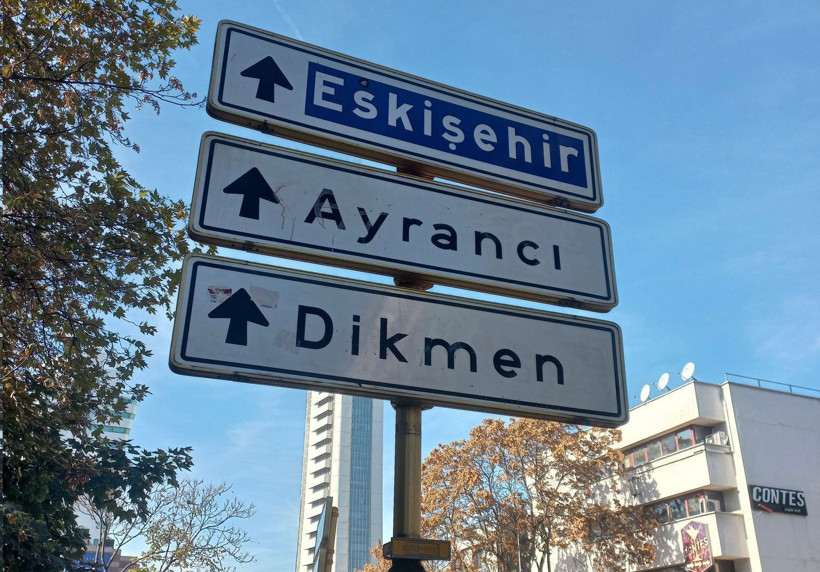 Eskişehir
Ayrancı
Dikmen
CONTES